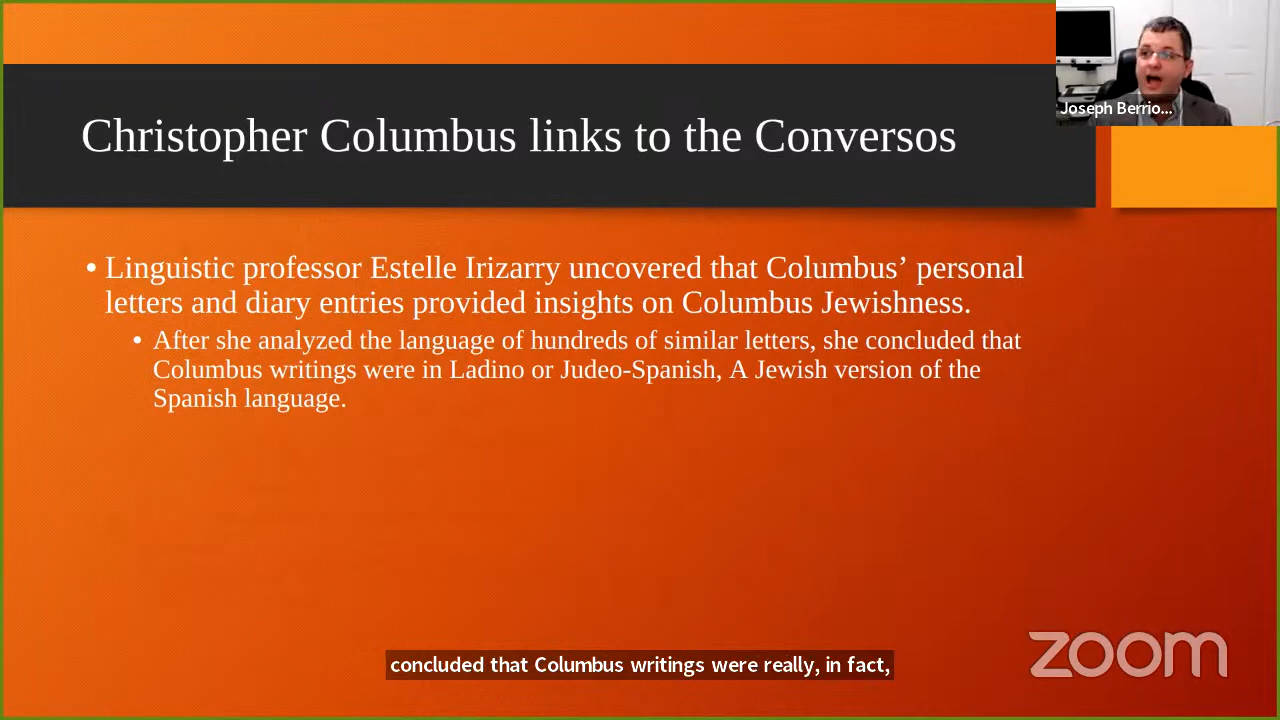 Joseph Berrio...
Christopher Columbus links to the Conversos
• Linguistic professor Estelle Irizarry uncovered that Columbus’ personal
letters and diary entries provided insights on Columbus Jewishness.
• After she analyzed the language of hundreds of similar letters, she concluded that
Columbus writings were in Ladino or Judeo-Spanish, A Jewish version of the
Spanish language.
concluded that Columbus writings were really, in fact,
zoom